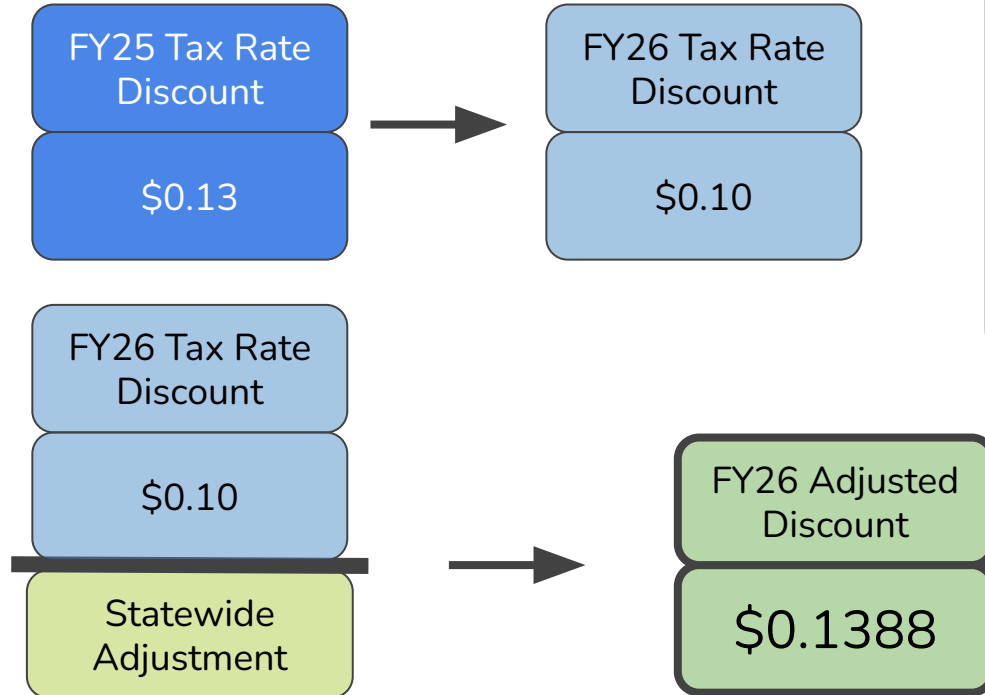 FY25 Tax Rate
Discount
$0.13
FY26 Tax Rate
Discount
$0.10
FY26 Tax Rate
Discount
$0.10
Statewide
Adjustment
FY26 Adjusted
Discount
$0.1388